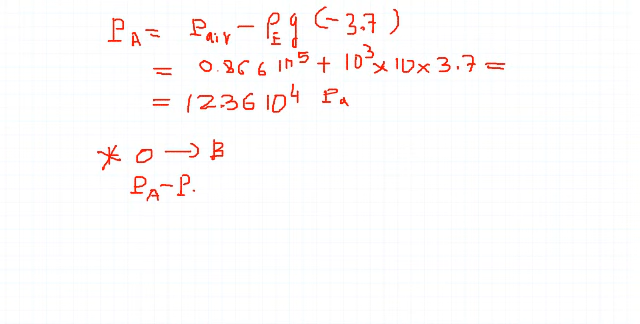 P_A = P_air - ρ_E g (-3.7)
= 0.866 10^5 + 10^3 × 10 × 3.7 =
= 12.36 10^4 Pa
* O → B
P_A - P.